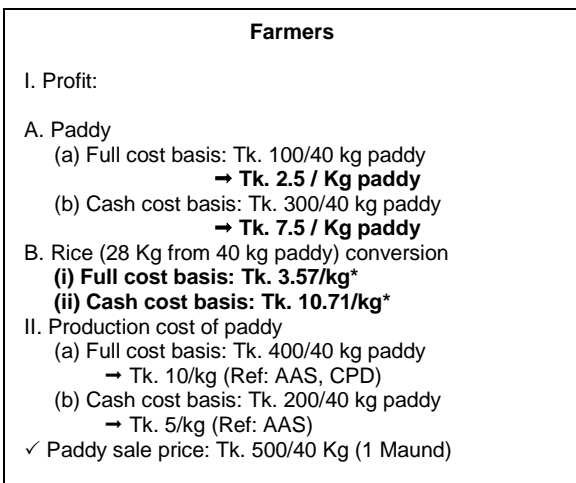 Farmers
I. Profit:
A. Paddy
(a) Full cost basis: Tk. 100/40 kg paddy
→ Tk. 2.5 / Kg paddy
(b) Cash cost basis: Tk. 300/40 kg paddy
→ Tk. 7.5 / Kg paddy
B. Rice (28 Kg from 40 kg paddy) conversion
(i) Full cost basis: Tk. 3.57/kg*
(ii) Cash cost basis: Tk. 10.71/kg*
II. Production cost of paddy
(a) Full cost basis: Tk. 400/40 kg paddy
→ Tk. 10/kg (Ref: AAS, CPD)
(b) Cash cost basis: Tk. 200/40 kg paddy
→ Tk. 5/kg (Ref: AAS)
✓ Paddy sale price: Tk. 500/40 Kg (1 Maund)